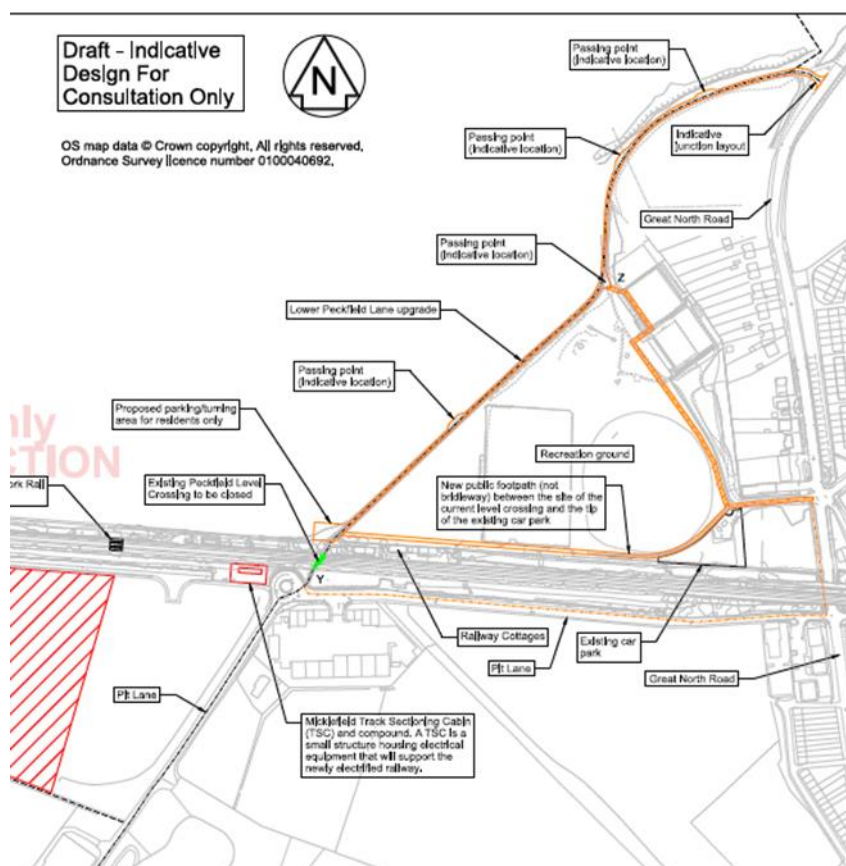 Draft - Indicative
Design For
Consultation Only
N
OS map data © Crown copyright. All rights reserved.
Ordnance Survey licence number 0100040692.
Passing point
(indicative location)
Passing point
(indicative location)
Indicative
junction layout
Great North Road
Passing point
(indicative location)
Z
Lower Peckfield Lane upgrade
Passing point
(indicative location)
Proposed parking/turning
area for residents only
nly
CTION
Recreation ground
Existing Peckfield Level
Crossing to be closed
New public footpath (not
bridleway) between the site of the
current level crossing and the tip
of the existing car park
ork Rail
Y
Railway Cottages
Existing car
park
Pit Lane
Great North Road
Pit Lane
Micklefield Track Sectioning Cabin
(TSC) and compound. A TSC is a
small structure housing electrical
equipment that will support the
newly electrified railway.